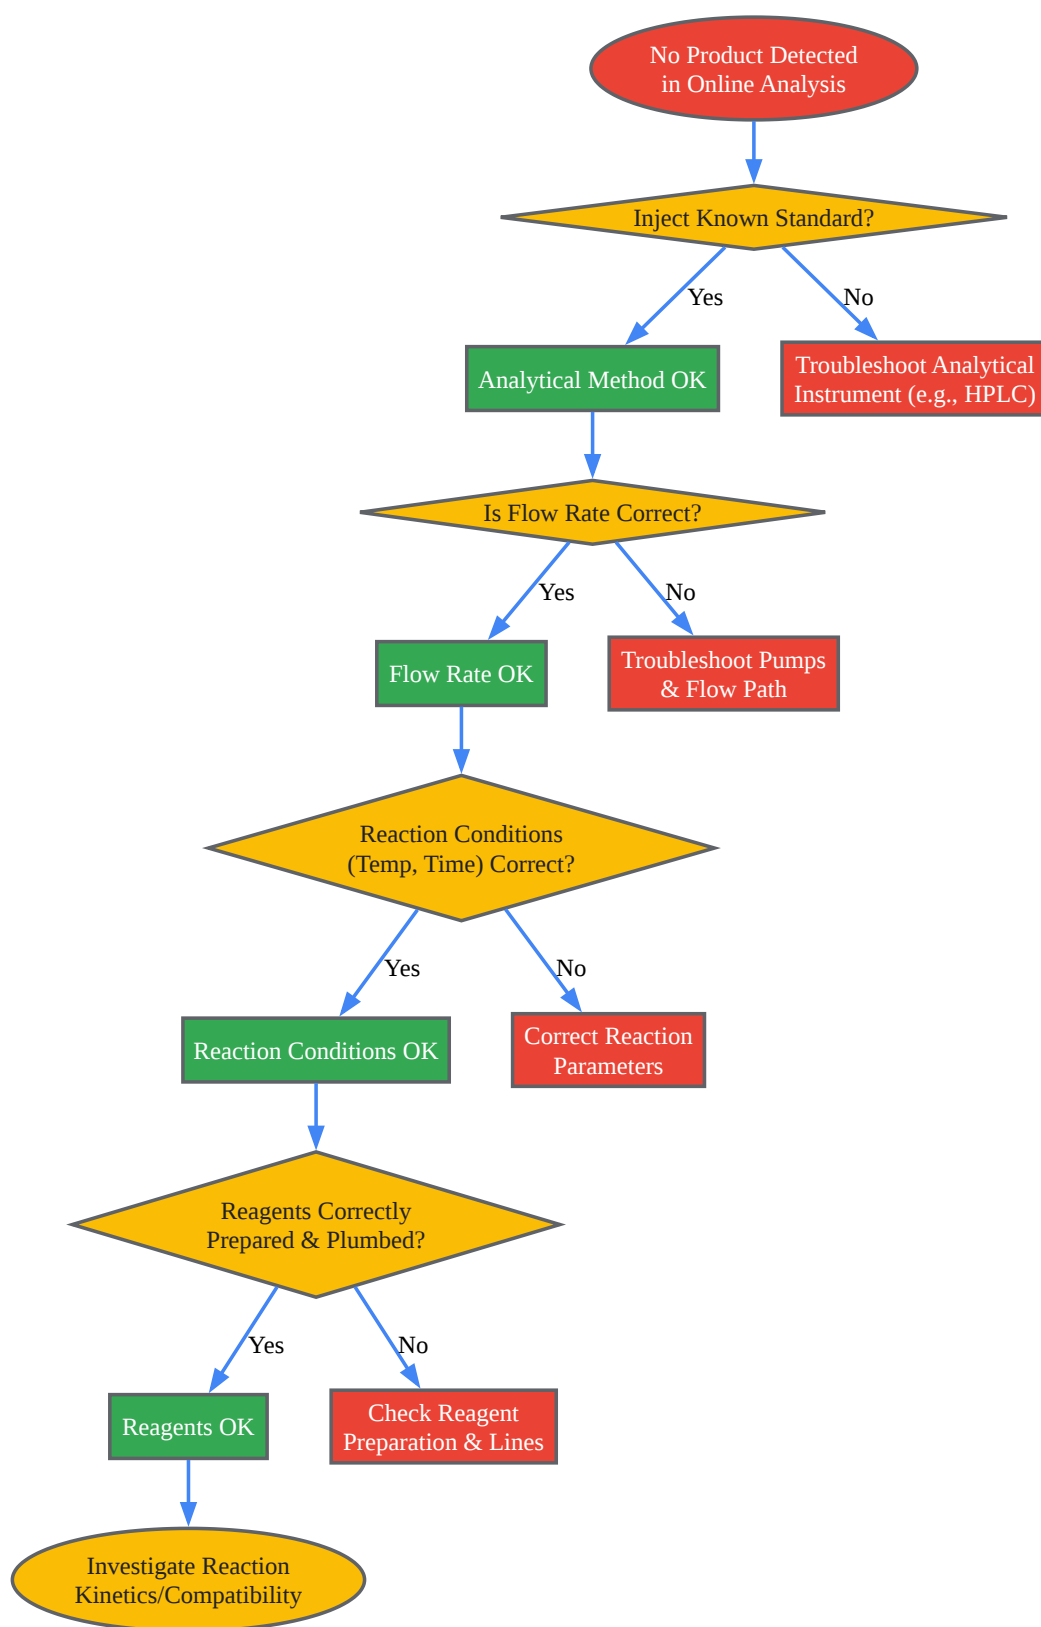 No Product Detected
in Online Analysis
Inject Known Standard?
Yes
No
Analytical Method OK
Troubleshoot Analytical
Instrument (e.g., HPLC)
Is Flow Rate Correct?
Yes
No
Flow Rate OK
Troubleshoot Pumps
& Flow Path
Reaction Conditions
(Temp, Time) Correct?
Yes
No
Reaction Conditions OK
Correct Reaction
Parameters
Reagents Correctly
Prepared & Plumbed?
Yes
No
Reagents OK
Check Reagent
Preparation & Lines
Investigate Reaction
Kinetics/Compatibility